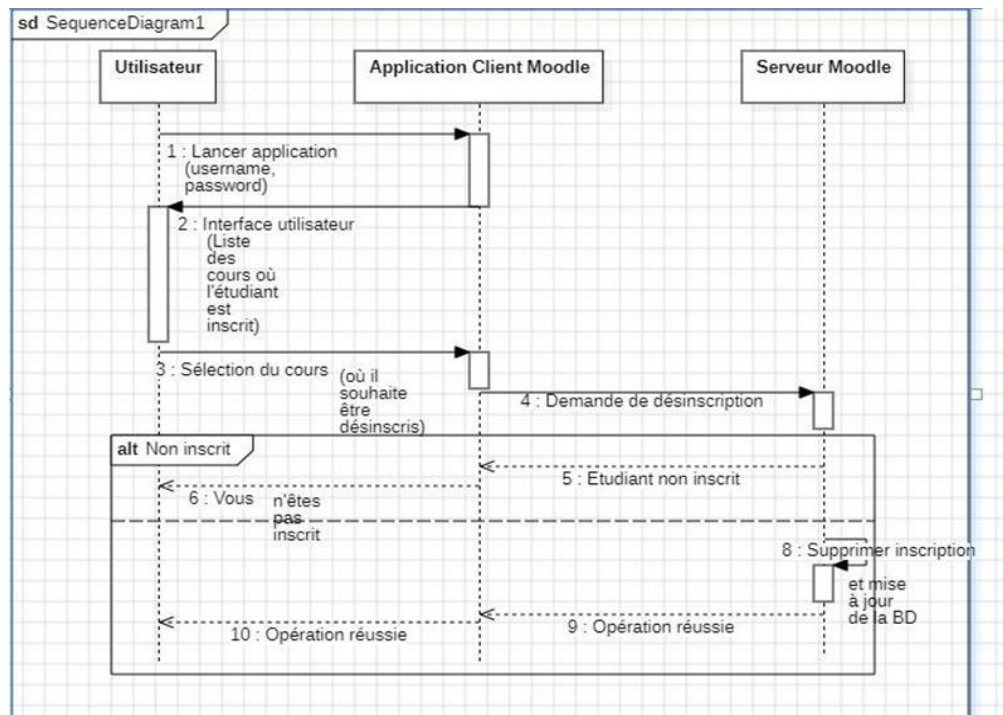 sd SequenceDiagram1
Utilisateur
Application Client Moodle
Serveur Moodle
1 : Lancer application
(username,
password)
2 : Interface utilisateur
(Liste
des
cours où
l'étudiant
est
inscrit)
3 : Sélection du cours
(où il
souhaite
être
désinscris)
4 : Demande de désinscription
alt Non inscrit
5 : Etudiant non inscrit
6 : Vous n'êtes
pas
inscrit
8 : Supprimer inscription
et mise
à jour
de la BD
9 : Opération réussie
10 : Opération réussie